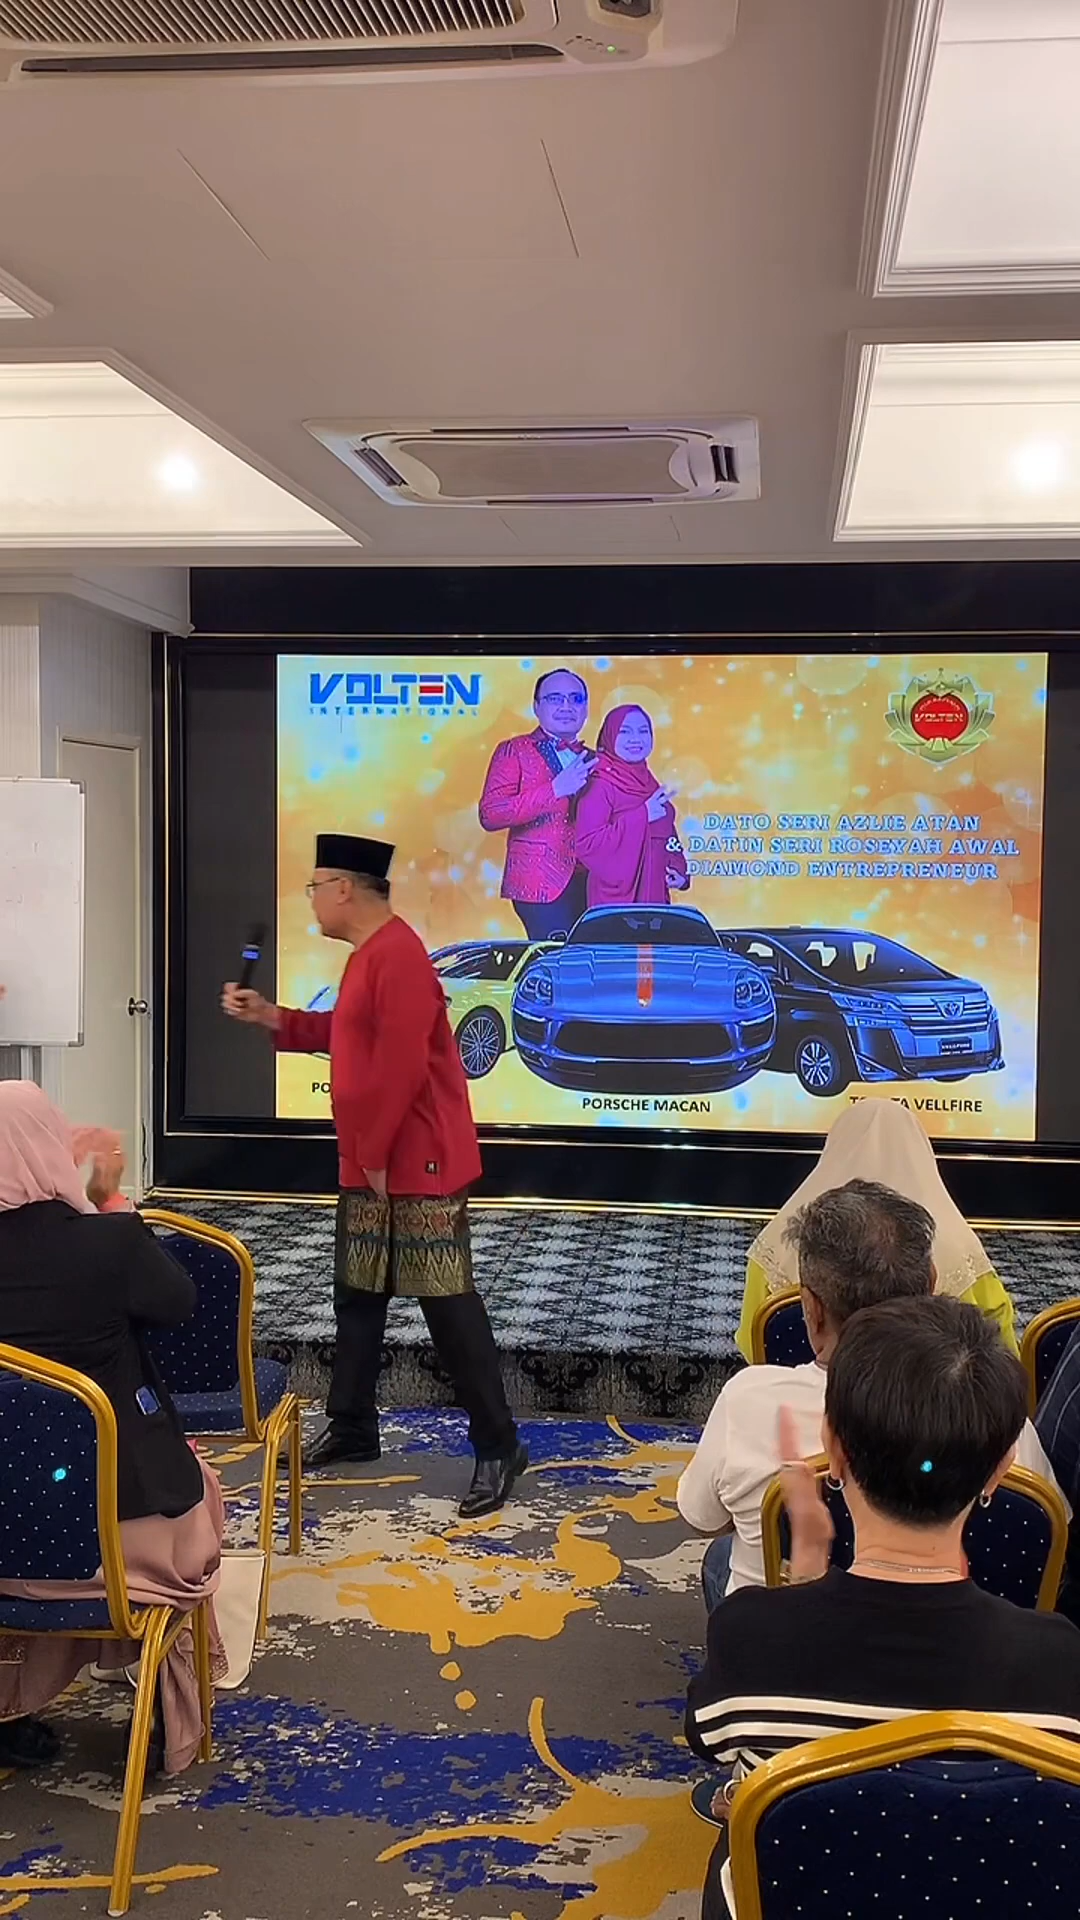 VOLTEN
INTERNATIONAL
VOLTEN
DATO SERI AZLIE ATAN
& DATIN SERI ROSEYAH AWAL
DIAMOND ENTREPRENEUR
PORSCHE MACAN
VELLFIRE